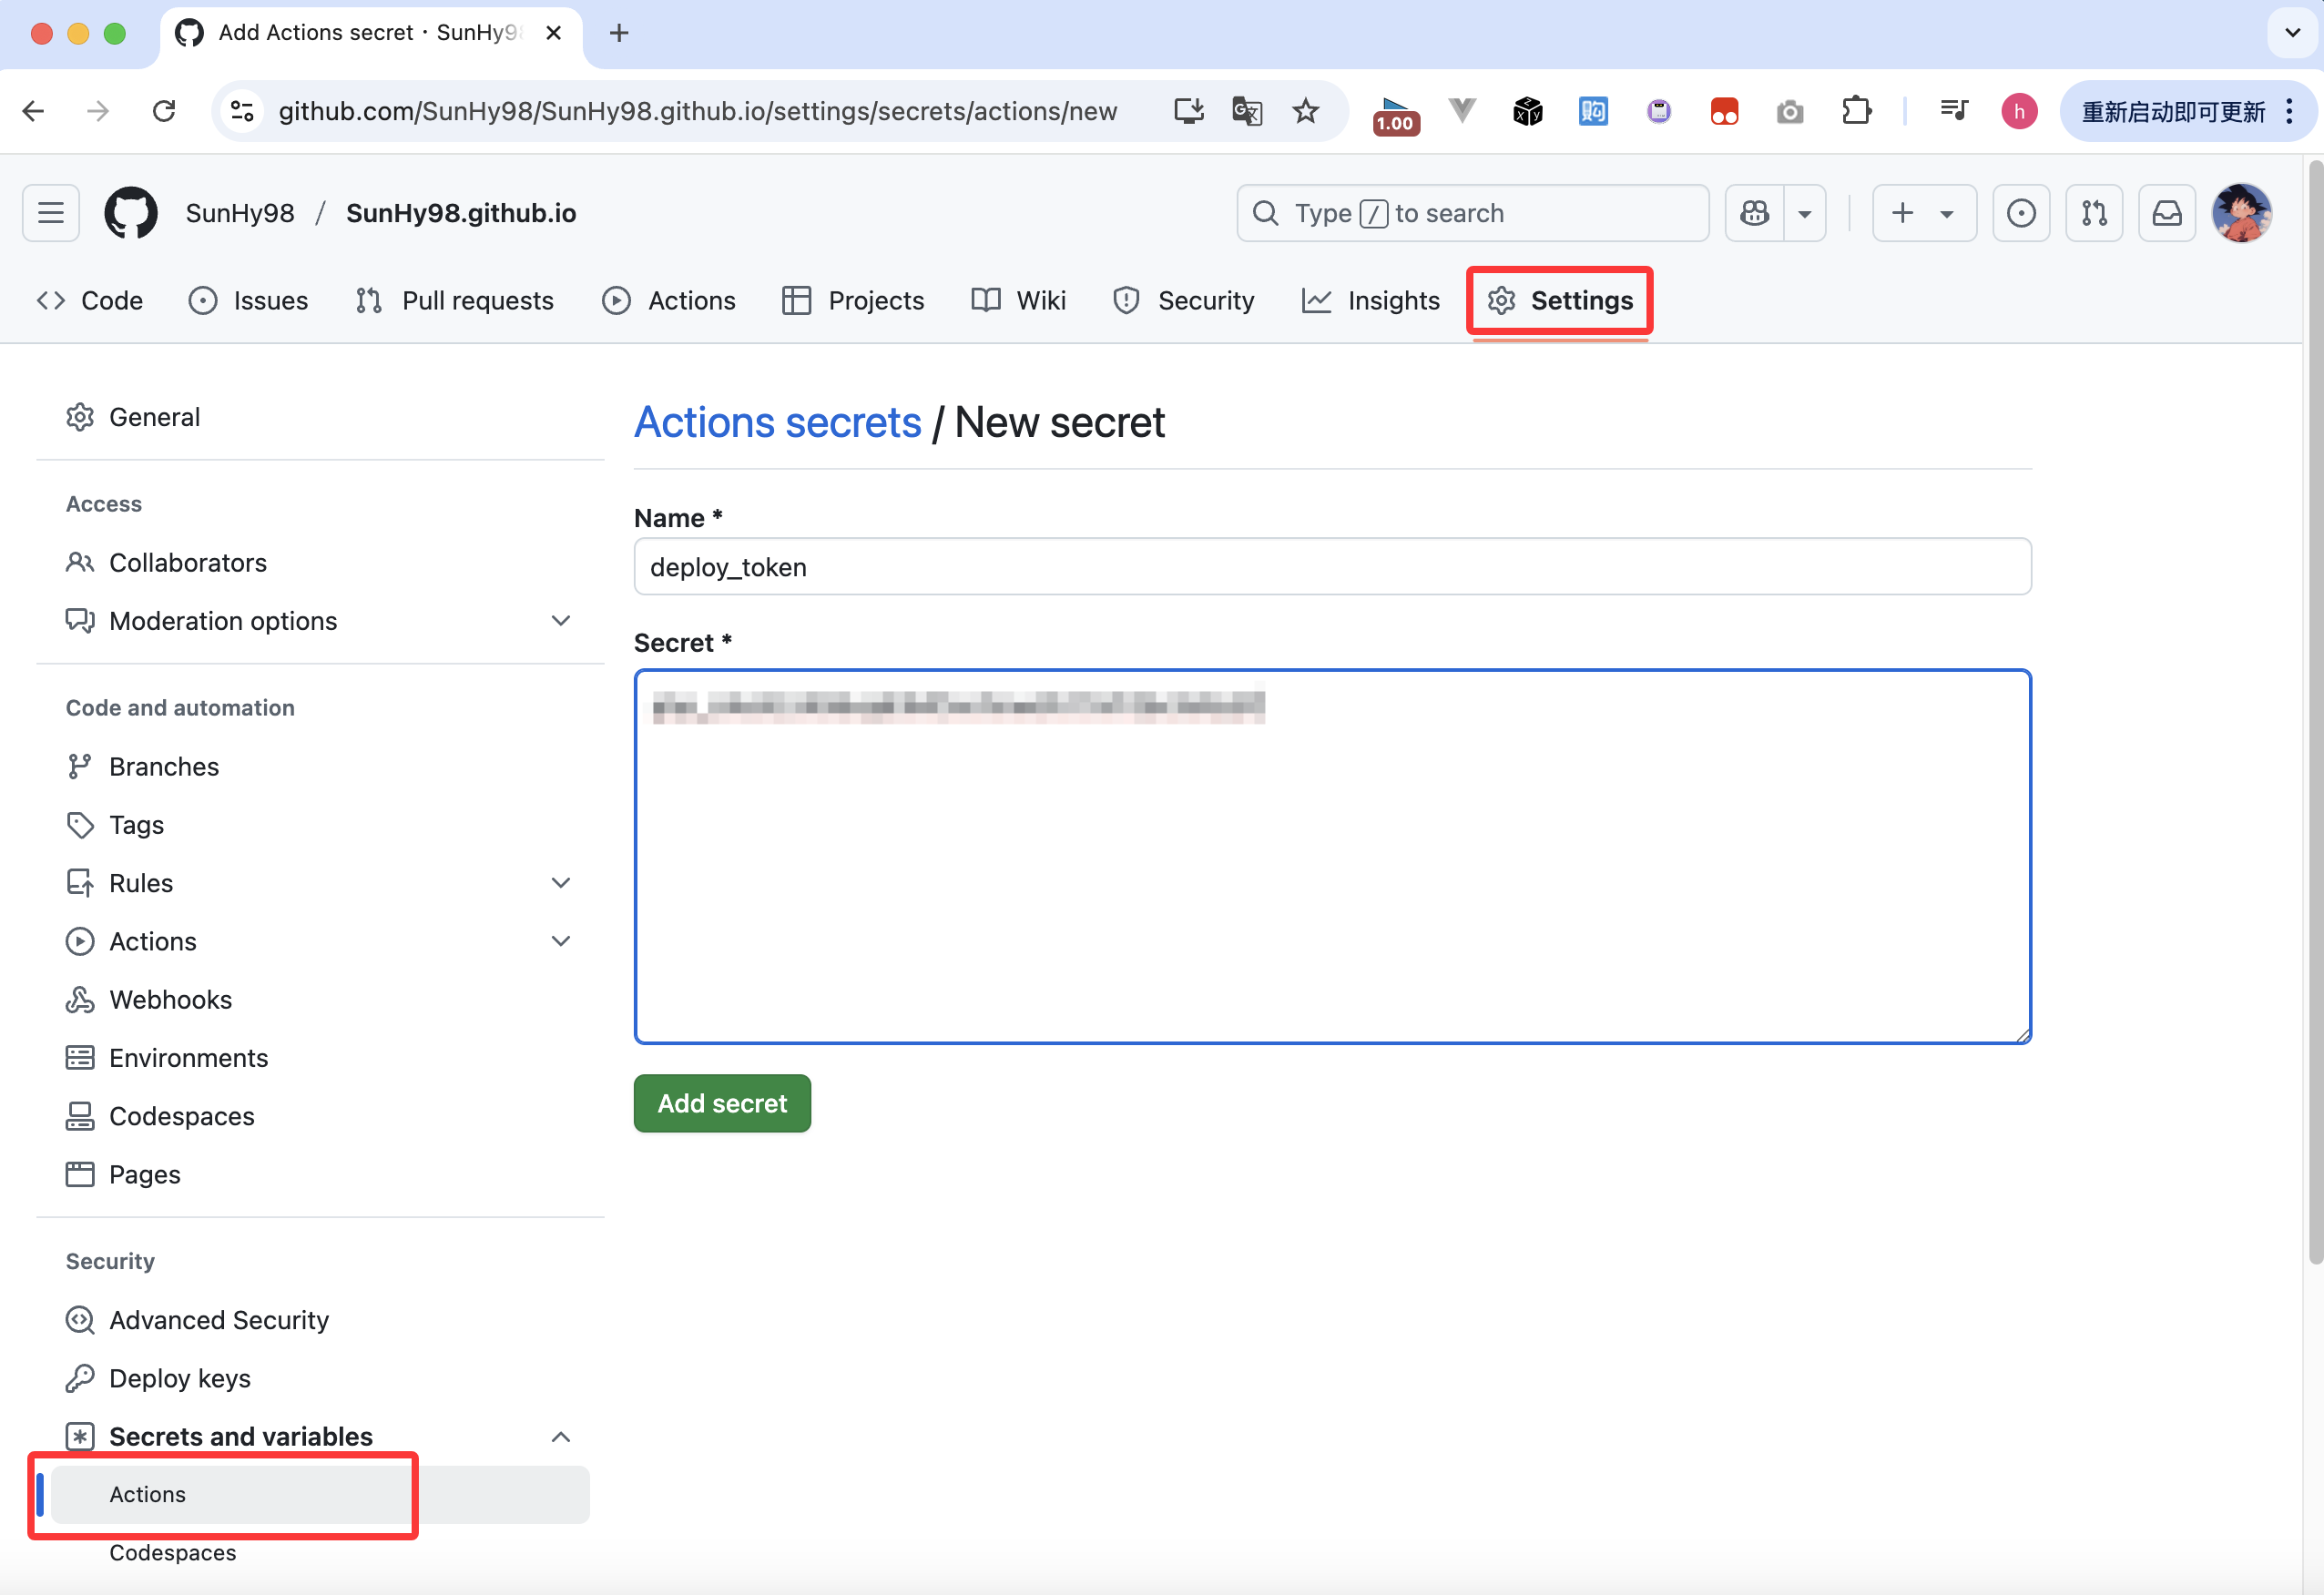 Add Actions secret · SunHy98
github.com/SunHy98/SunHy98.github.io/settings/secrets/actions/new
1.00
购
h
重新启动即可更新
SunHy98 / SunHy98.github.io
Type / to search
Code
Issues
Pull requests
Actions
Projects
Wiki
Security
Insights
Settings
General
Access
Collaborators
Moderation options
Code and automation
Branches
Tags
Rules
Actions
Webhooks
Environments
Codespaces
Pages
Security
Advanced Security
Deploy keys
Secrets and variables
Actions
Codespaces
Actions secrets / New secret
Name *
deploy_token
Secret *
Add secret